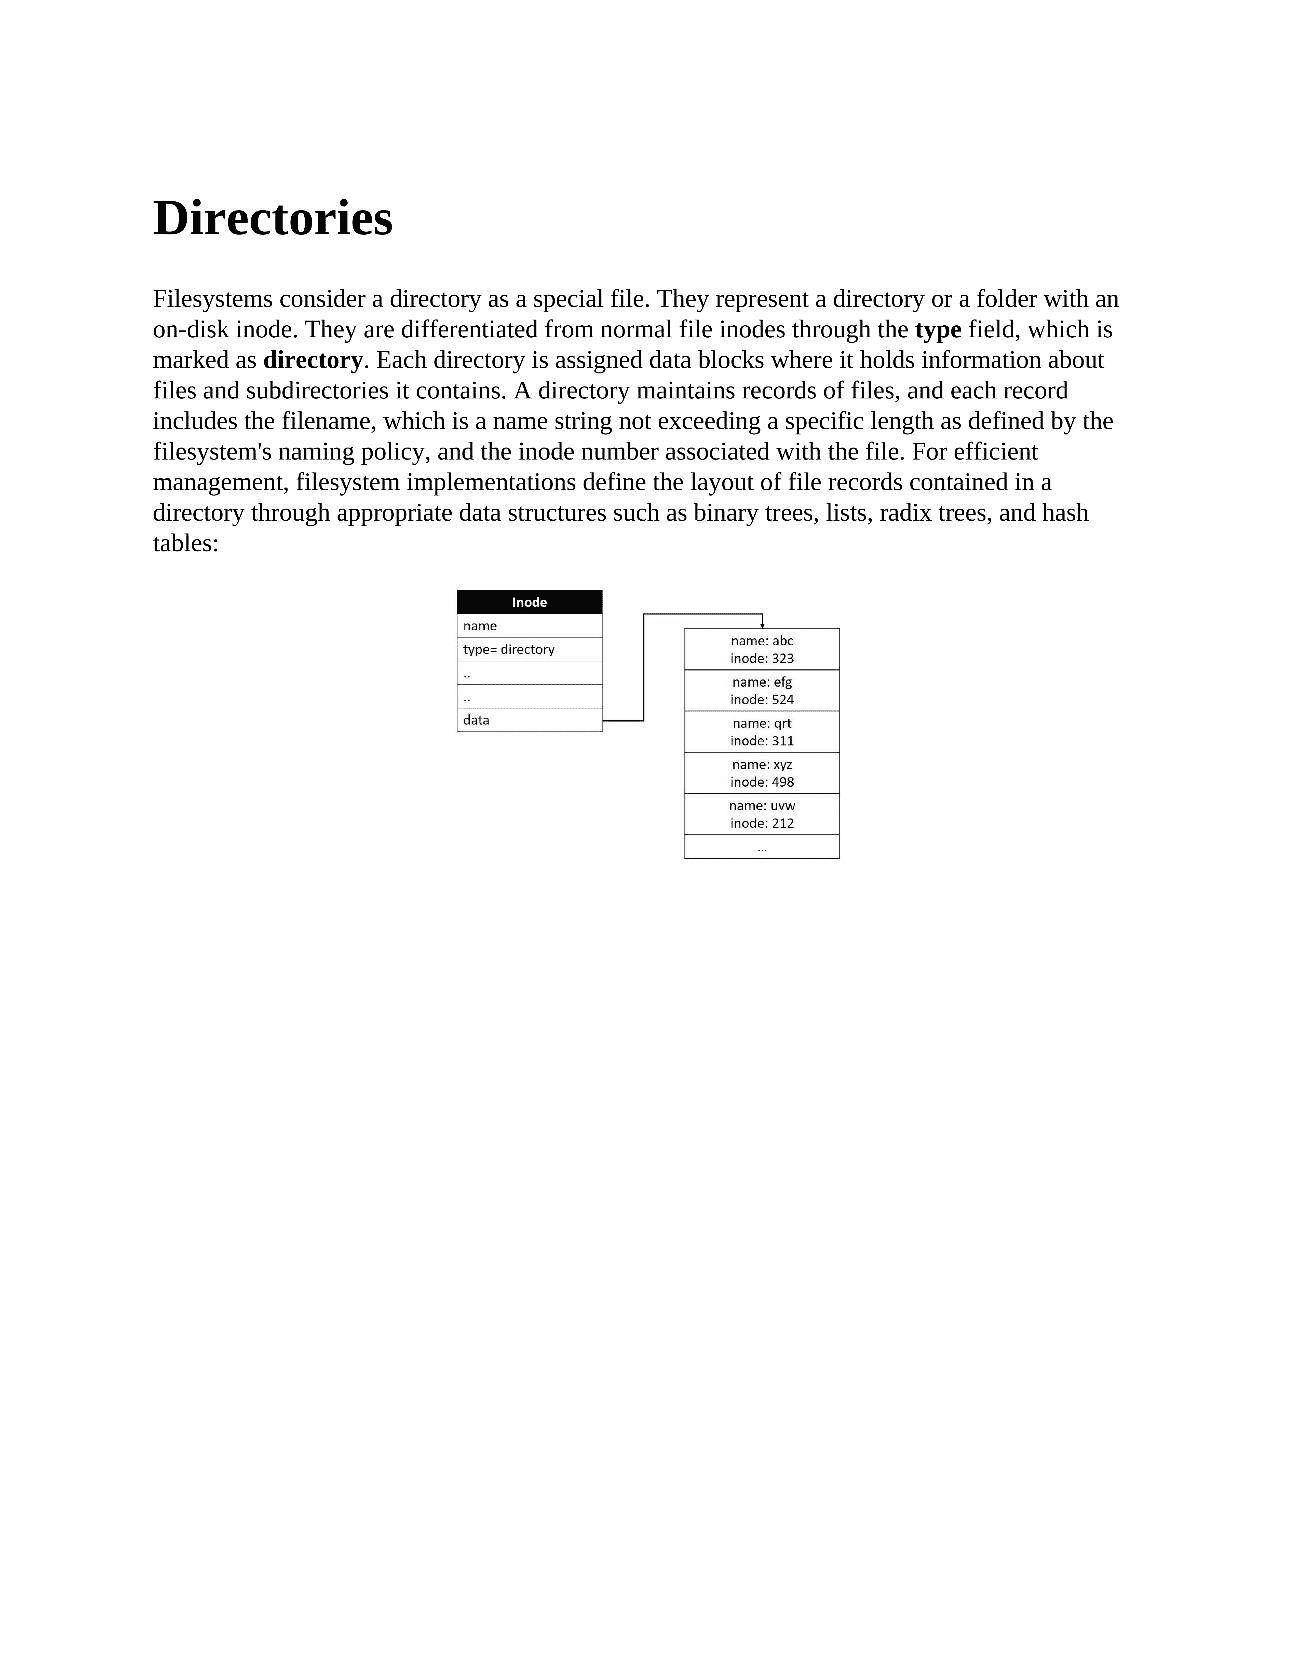 Directories
Filesystems consider a directory as a special file. They represent a directory or a folder with an
on-disk inode. They are differentiated from normal file inodes through the type field, which is
marked as directory. Each directory is assigned data blocks where it holds information about
files and subdirectories it contains. A directory maintains records of files, and each record
includes the filename, which is a name string not exceeding a specific length as defined by the
filesystem's naming policy, and the inode number associated with the file. For efficient
management, filesystem implementations define the layout of file records contained in a
directory through appropriate data structures such as binary trees, lists, radix trees, and hash
tables:
Inode
name
type= directory
..
..
data
name: abc
inode: 323
name: efg
inode: 524
name: qrt
inode: 311
name: xyz
inode: 498
name: uvw
inode: 212
...